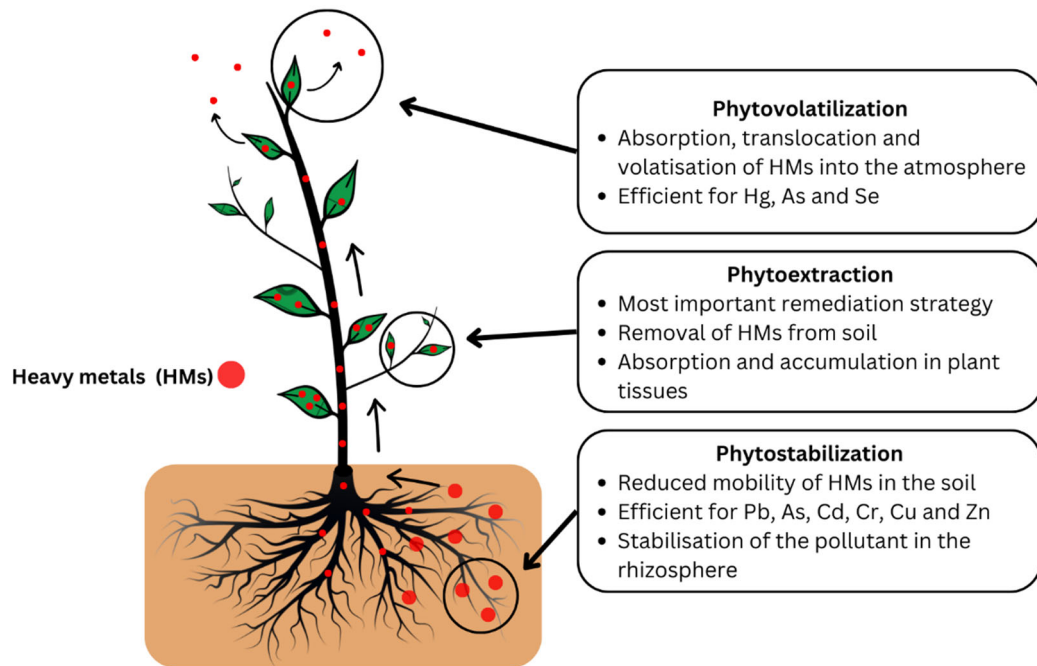 Phytovolatilization
• Absorption, translocation and
volatisation of HMs into the atmosphere
• Efficient for Hg, As and Se
Phytoextraction
• Most important remediation strategy
• Removal of HMs from soil
• Absorption and accumulation in plant
tissues
Heavy metals (HMs)
Phytostabilization
• Reduced mobility of HMs in the soil
• Efficient for Pb, As, Cd, Cr, Cu and Zn
• Stabilisation of the pollutant in the
rhizosphere